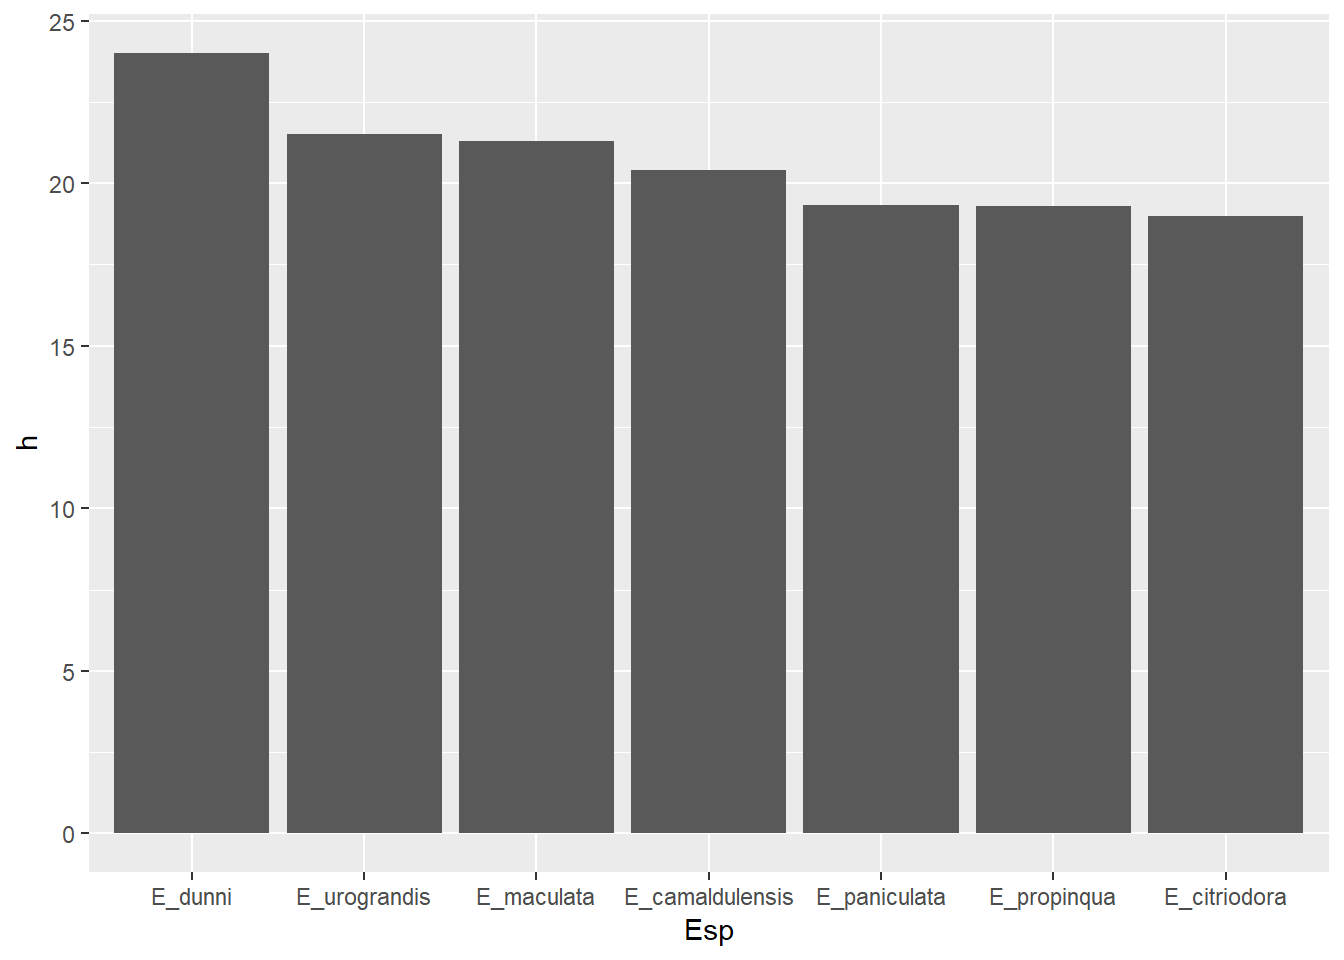 25
20
15
10
5
0
h
E_dunni E_urograndis E_maculata E_camaldulensis E_paniculata E_propinqua E_citriodora
Esp